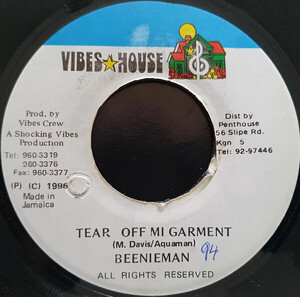 VIBES HOUSE
Prod. by
Vibes Crew
A Shocking Vibes
Production
Tel: 960-3319
960-3376
Fax: 960-3377
(P) (C) 1996
Made in
Jamaica
Dist by
Penthouse
56 Slipe Rd.
Kgn 5
Tel: 92-97446
TEAR OFF MI GARMENT
(M. Davis/Aquaman)
BEENIEMAN
94
ALL RIGHTS RESERVED